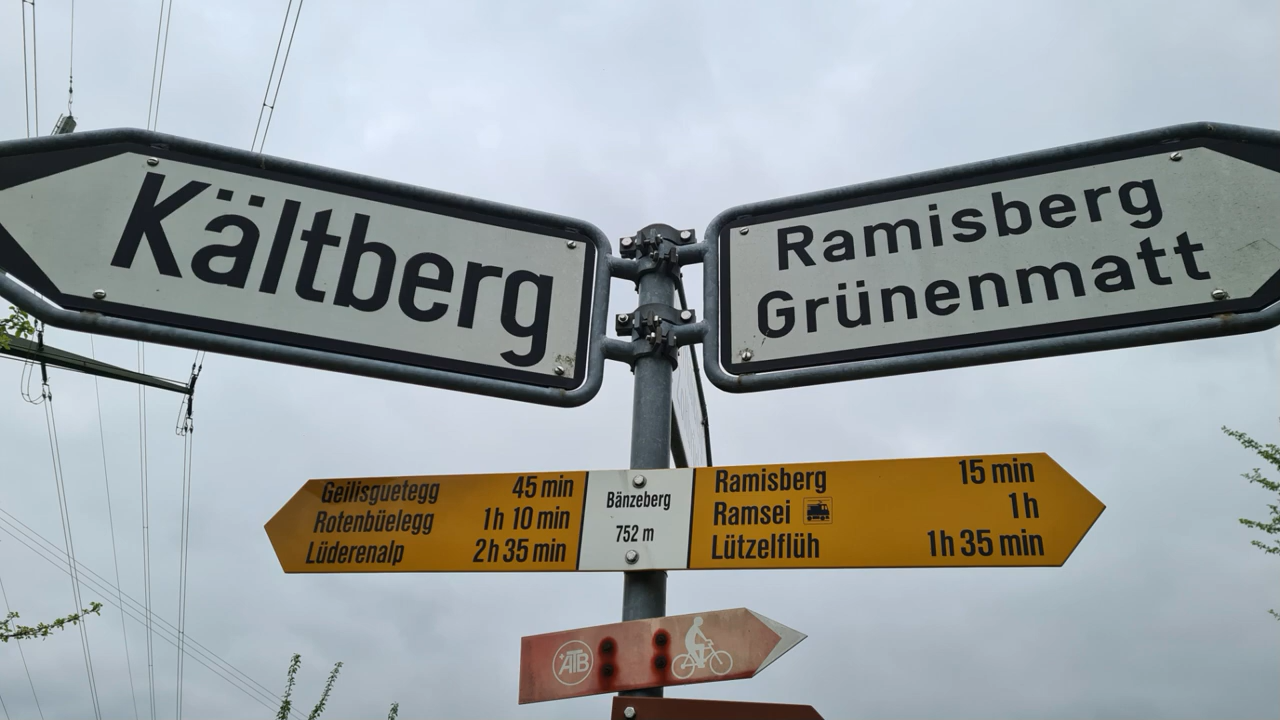 Kältberg
Ramisberg
Grünenmatt
Geilisguetegg 45 min
Rotenbüelegg 1h 10 min
Lüderenalp 2h 35 min
Bänzeberg
752 m
Ramisberg 15 min
Ramsei 1h
Lützelflüh 1h 35 min
ATB